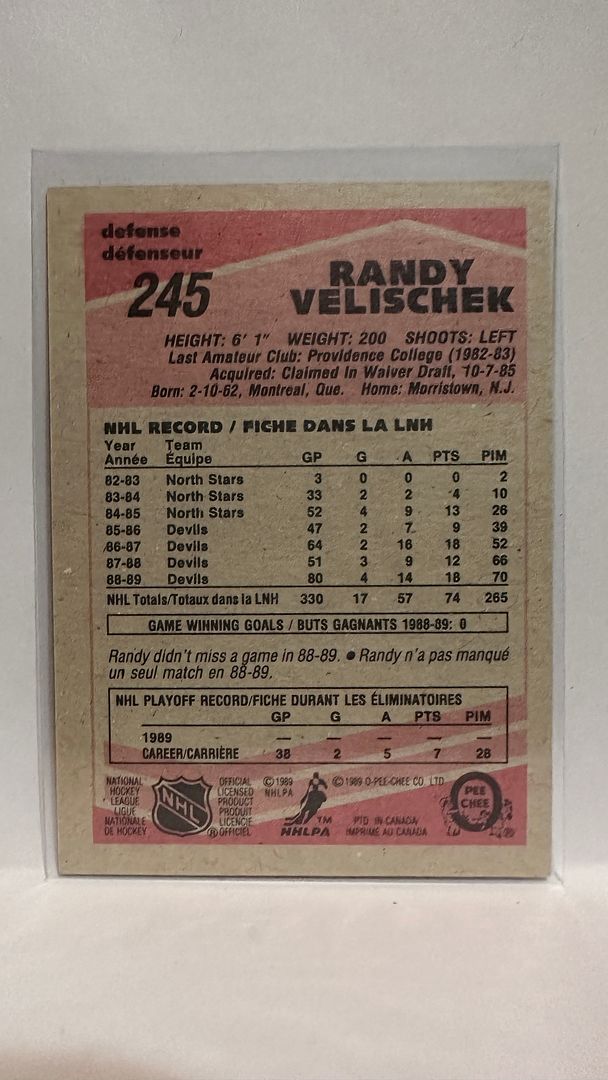 defense
défenseur
245
RANDY
VELISCHEK
HEIGHT: 6' 1" WEIGHT: 200 SHOOTS: LEFT
Last Amateur Club: Providence College (1982-83)
Acquired: Claimed In Waiver Draft, 10-7-85
Born: 2-10-62, Montreal, Que. Home: Morristown, N.J.
NHL RECORD / FICHE DANS LA LNH
Year Team
Année Équipe GP G A PTS PIM
82-83 North Stars 3 0 0 0 2
83-84 North Stars 33 2 2 4 10
84-85 North Stars 52 4 9 13 26
85-86 Devils 47 2 7 9 39
86-87 Devils 64 2 16 18 52
87-88 Devils 51 3 9 12 66
88-89 Devils 80 4 14 18 70
NHL Totals/Totaux dans la LNH 330 17 57 74 265
GAME WINNING GOALS / BUTS GAGNANTS 1988-89: 0
Randy didn't miss a game in 88-89. ● Randy n'a pas manqué
un seul match en 88-89.
NHL PLAYOFF RECORD/FICHE DURANT LES ÉLIMINATOIRES
GP G A PTS PIM
1989 — — — — —
CAREER/CARRIÈRE 38 2 5 7 28
NATIONAL
HOCKEY
LEAGUE
LIGUE
NATIONALE
DE HOCKEY
NHL
®
OFFICIAL
LICENSED
PRODUCT
PRODUIT
LICENCIÉ
OFFICIEL
© 1989
NHLPA
TM
NHLPA
© 1989 O-PEE-CHEE CO. LTD.
PTD. IN CANADA
IMPRIMÉ AU CANADA
O
PEE
CHEE
®